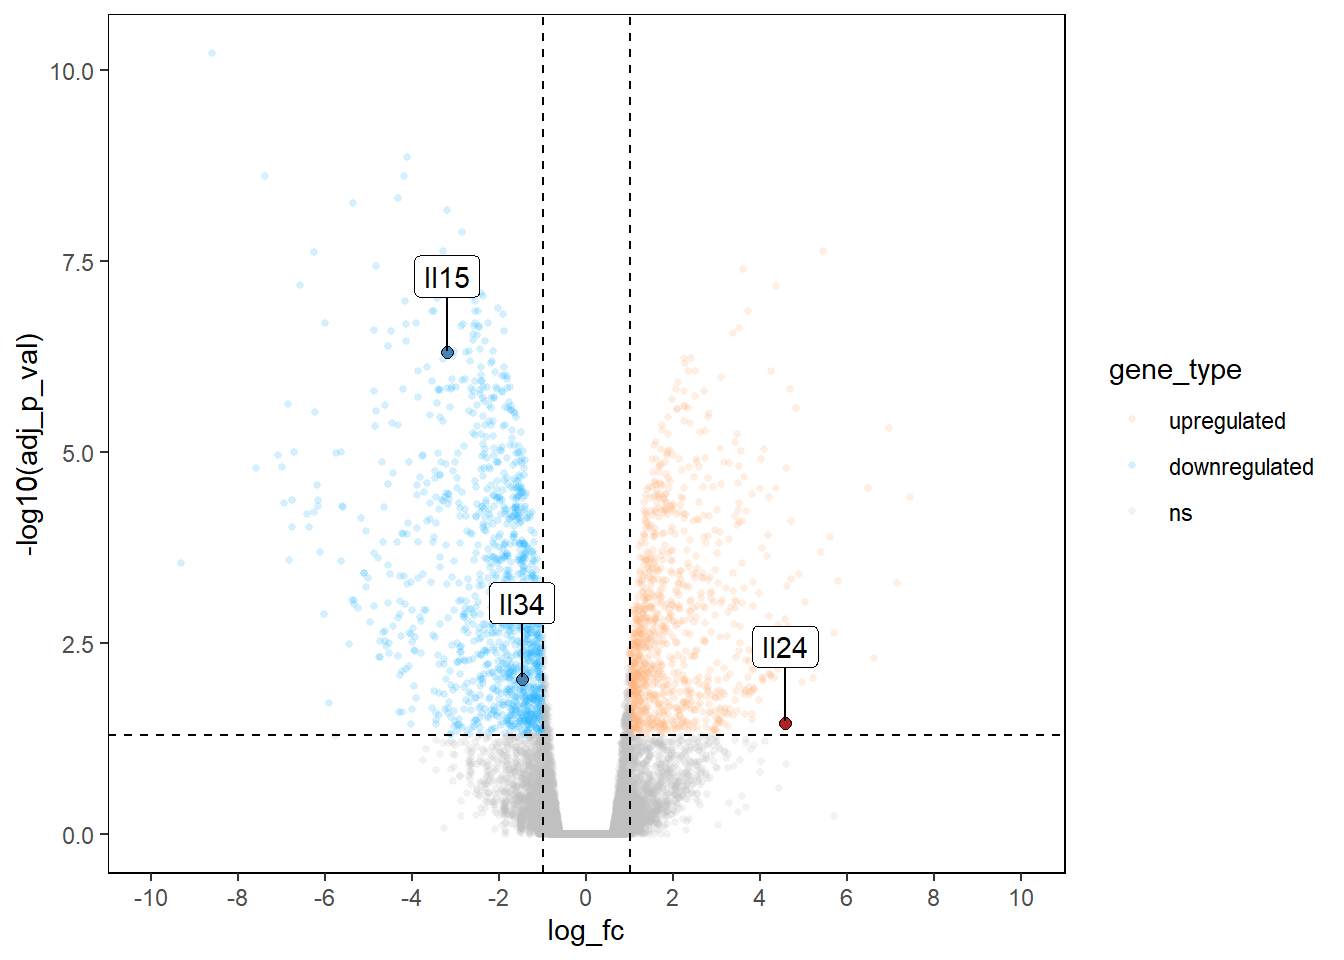 10.0
7.5
5.0
2.5
0.0
-log10(adj_p_val)
Il15
Il34
Il24
-10 -8 -6 -4 -2 0 2 4 6 8 10
log_fc
gene_type
upregulated
downregulated
ns